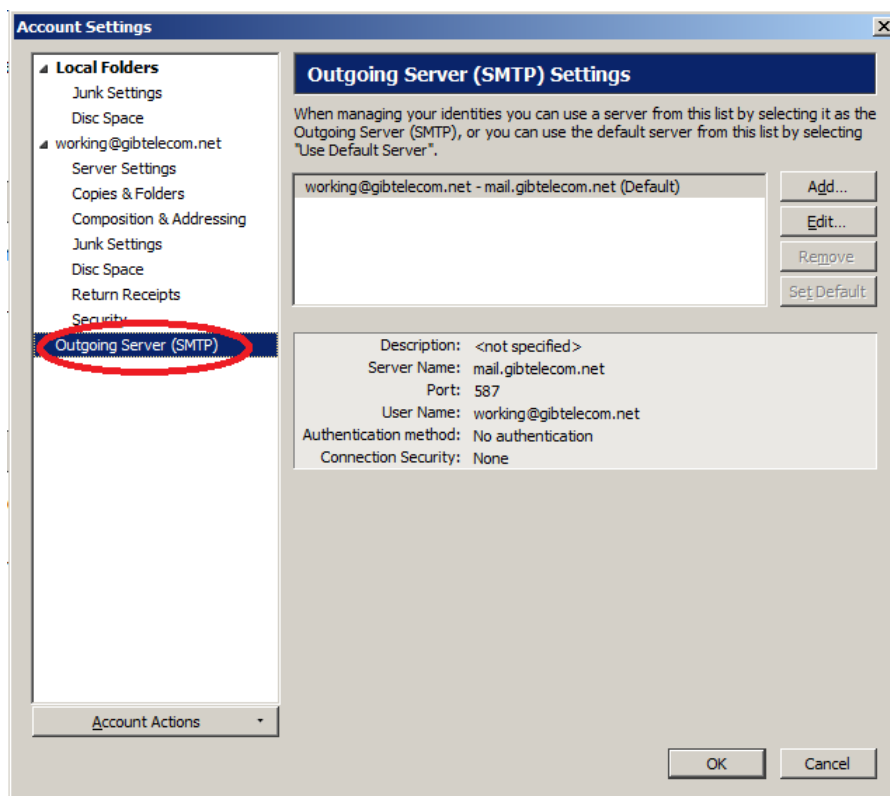 Account Settings
Local Folders
Junk Settings
Disc Space
working@gibtelecom.net
Server Settings
Copies & Folders
Composition & Addressing
Junk Settings
Disc Space
Return Receipts
Security
Outgoing Server (SMTP)
Account Actions
Outgoing Server (SMTP) Settings
When managing your identities you can use a server from this list by selecting it as the
Outgoing Server (SMTP), or you can use the default server from this list by selecting
"Use Default Server".
working@gibtelecom.net - mail.gibtelecom.net (Default)
Add...
Edit...
Remove
Set Default
Description: <not specified>
Server Name: mail.gibtelecom.net
Port: 587
User Name: working@gibtelecom.net
Authentication method: No authentication
Connection Security: None
OK
Cancel